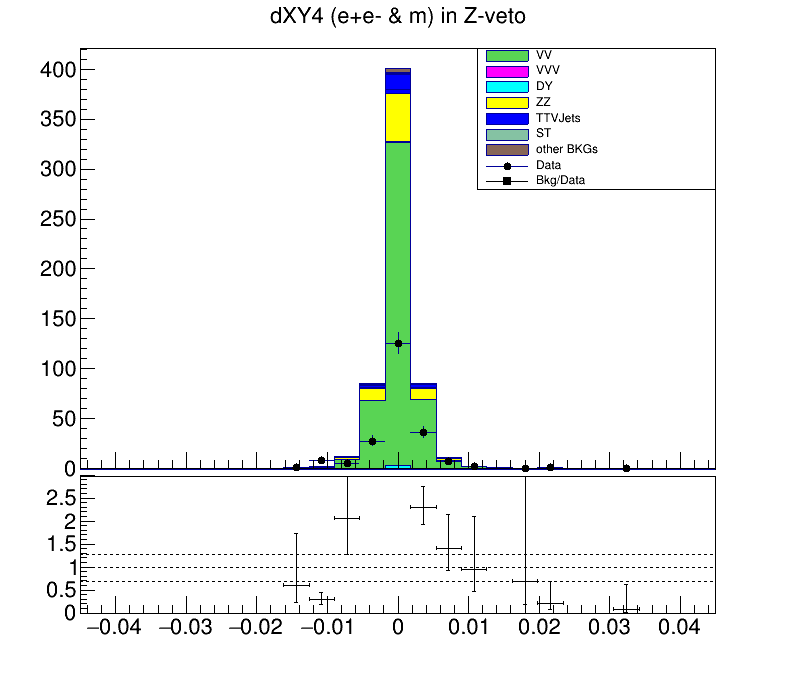 dXY4 (e+e- & m) in Z-veto
VV
VVV
DY
ZZ
TTVJets
ST
other BKGs
Data
Bkg/Data
400
350
300
250
200
150
100
50
0
2.5
2
1.5
1
0.5
0
−0.04 −0.03 −0.02 −0.01 0 0.01 0.02 0.03 0.04